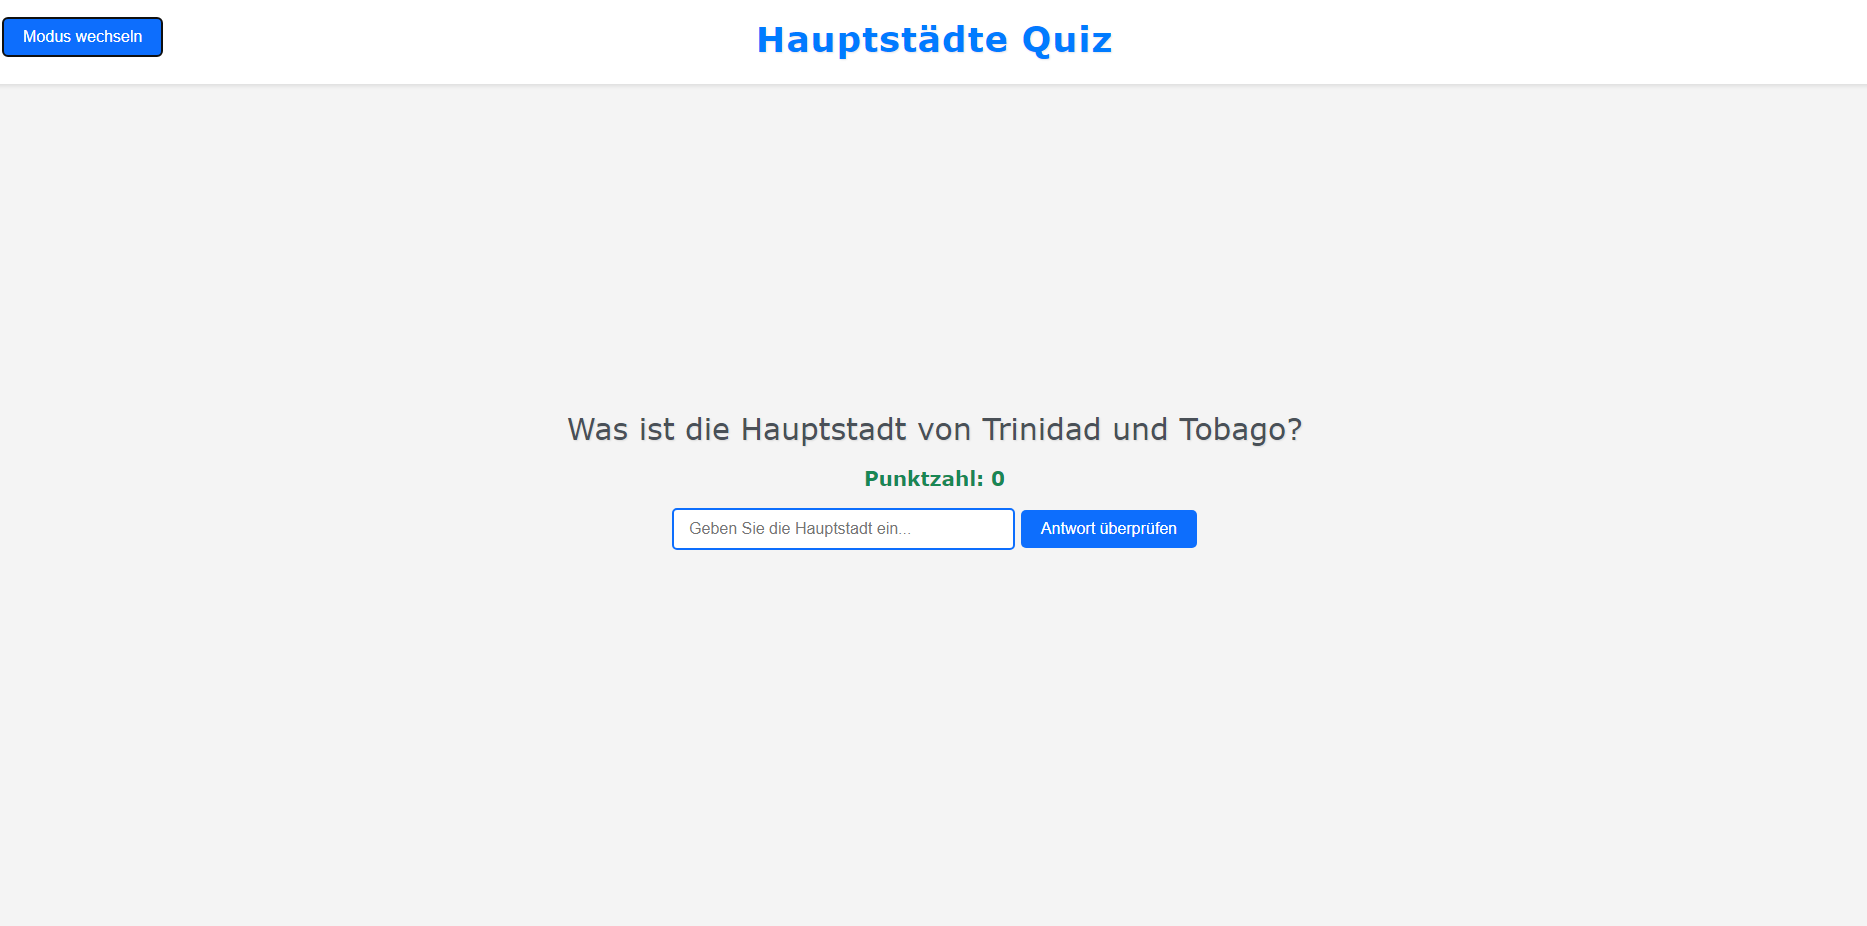 Modus wechseln
Hauptstädte Quiz
Was ist die Hauptstadt von Trinidad und Tobago?
Punktzahl: 0
Geben Sie die Hauptstadt ein...
Antwort überprüfen